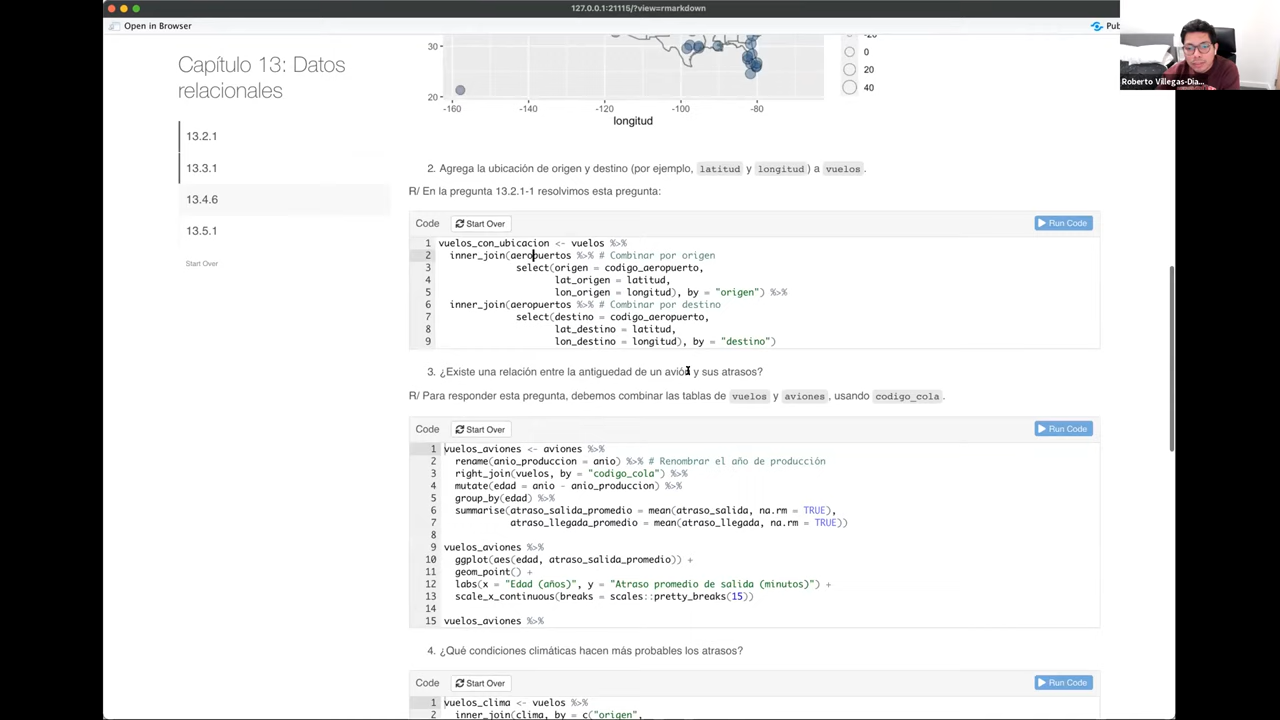 127.0.0.1:21115/?view=rmarkdown
Open in Browser
Roberto Villegas-Dia...
Capítulo 13: Datos
relacionales
13.2.1
13.3.1
13.4.6
13.5.1
Start Over
30
20
-160
-140
-120
-100
-80
longitud
-20
0
20
40
2. Agrega la ubicación de origen y destino (por ejemplo, latitud y longitud) a vuelos.
R/ En la pregunta 13.2.1-1 resolvimos esta pregunta:
Code Start Over Run Code
1 vuelos_con_ubicacion <- vuelos %>%
2 inner_join(aeropuertos %>% # Combinar por origen
3 select(origen = codigo_aeropuerto,
4 lat_origen = latitud,
5 lon_origen = longitud), by = "origen") %>%
6 inner_join(aeropuertos %>% # Combinar por destino
7 select(destino = codigo_aeropuerto,
8 lat_destino = latitud,
9 lon_destino = longitud), by = "destino")
3. ¿Existe una relación entre la antiguedad de un avión y sus atrasos?
R/ Para responder esta pregunta, debemos combinar las tablas de vuelos y aviones, usando codigo_cola.
Code Start Over Run Code
1 vuelos_aviones <- aviones %>%
2 rename(anio_produccion = anio) %>% # Renombrar el año de producción
3 right_join(vuelos, by = "codigo_cola") %>%
4 mutate(edad = anio - anio_produccion) %>%
5 group_by(edad) %>%
6 summarise(atraso_salida_promedio = mean(atraso_salida, na.rm = TRUE),
7 atraso_llegada_promedio = mean(atraso_llegada, na.rm = TRUE))
8
9 vuelos_aviones %>%
10 ggplot(aes(edad, atraso_salida_promedio)) +
11 geom_point() +
12 labs(x = "Edad (años)", y = "Atraso promedio de salida (minutos)") +
13 scale_x_continuous(breaks = scales::pretty_breaks(15))
14
15 vuelos_aviones %>%
4. ¿Qué condiciones climáticas hacen más probables los atrasos?
Code Start Over Run Code
1 vuelos_clima <- vuelos %>%
2 inner_join(clima, by = c("origen",